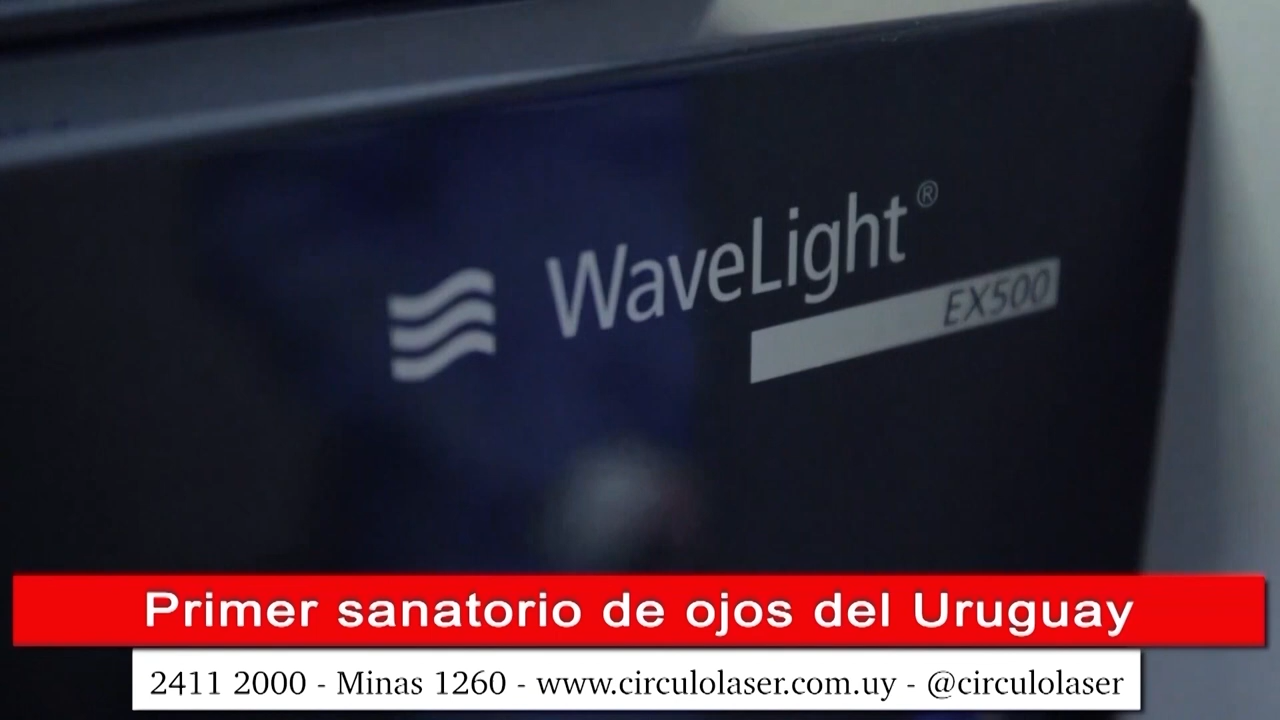 WaveLight®
EX500
Primer sanatorio de ojos del Uruguay
2411 2000 - Minas 1260 - www.circulolaser.com.uy - @circulolaser